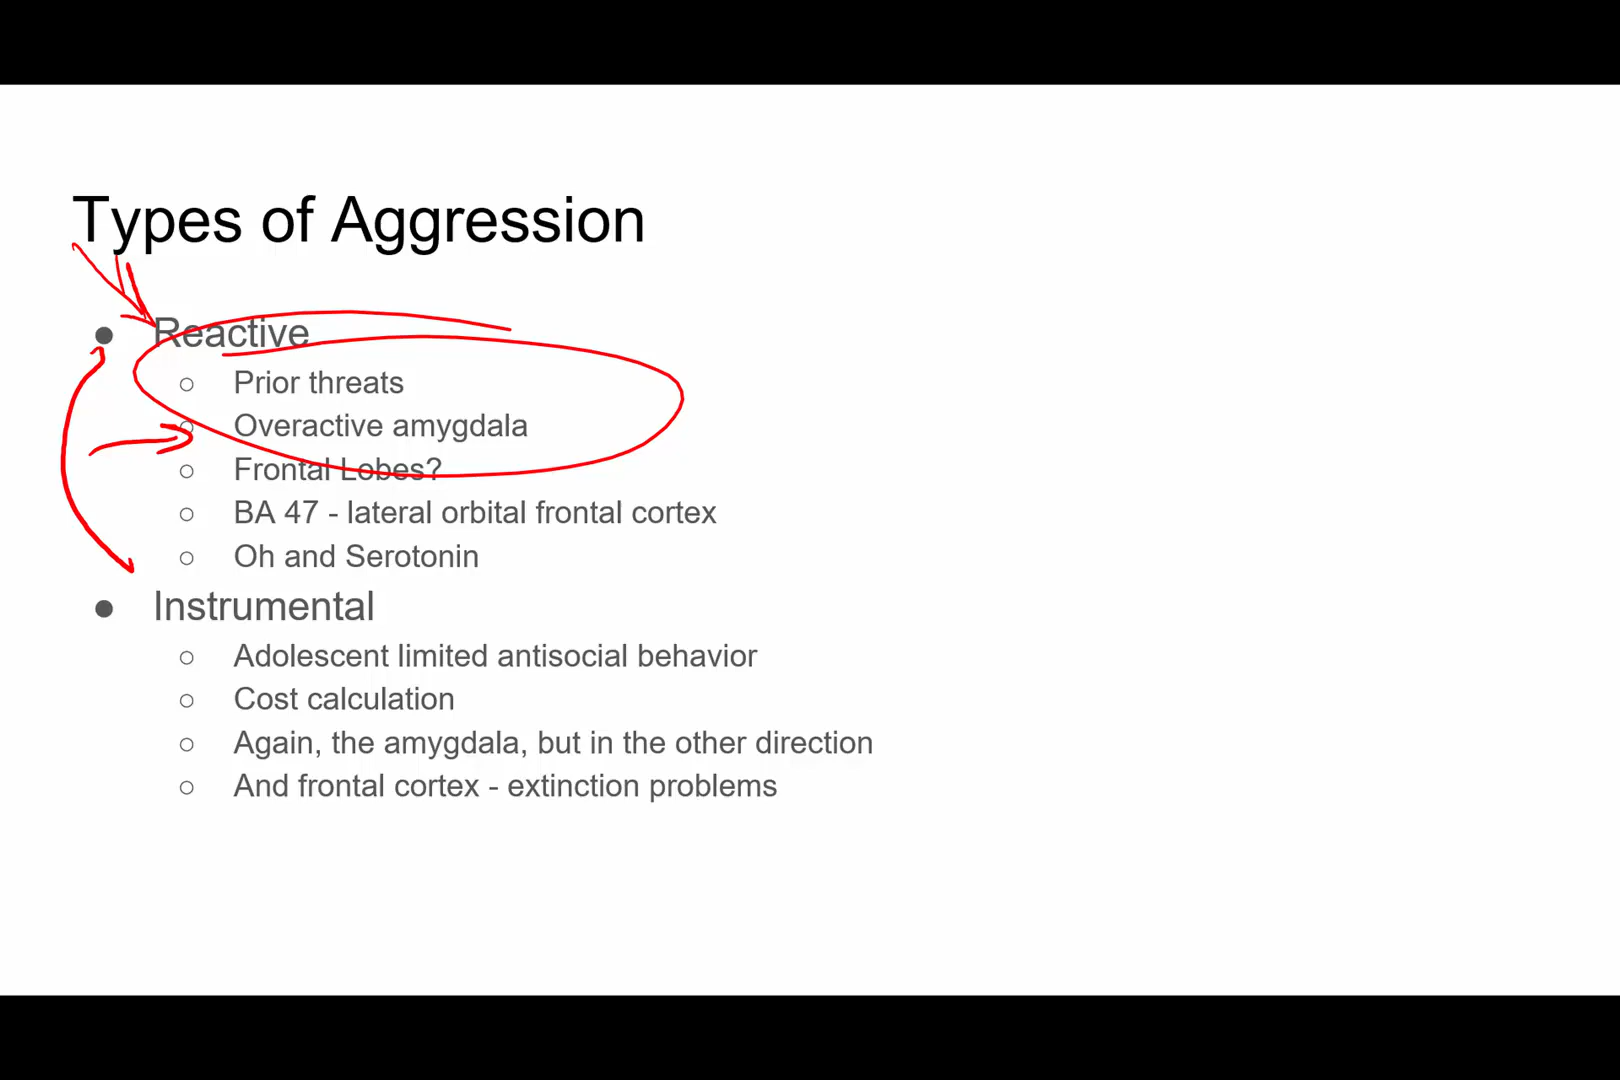 Types of Aggression
Reactive
Prior threats
Overactive amygdala
Frontal Lobes?
BA 47 - lateral orbital frontal cortex
Oh and Serotonin
Instrumental
Adolescent limited antisocial behavior
Cost calculation
Again, the amygdala, but in the other direction
And frontal cortex - extinction problems